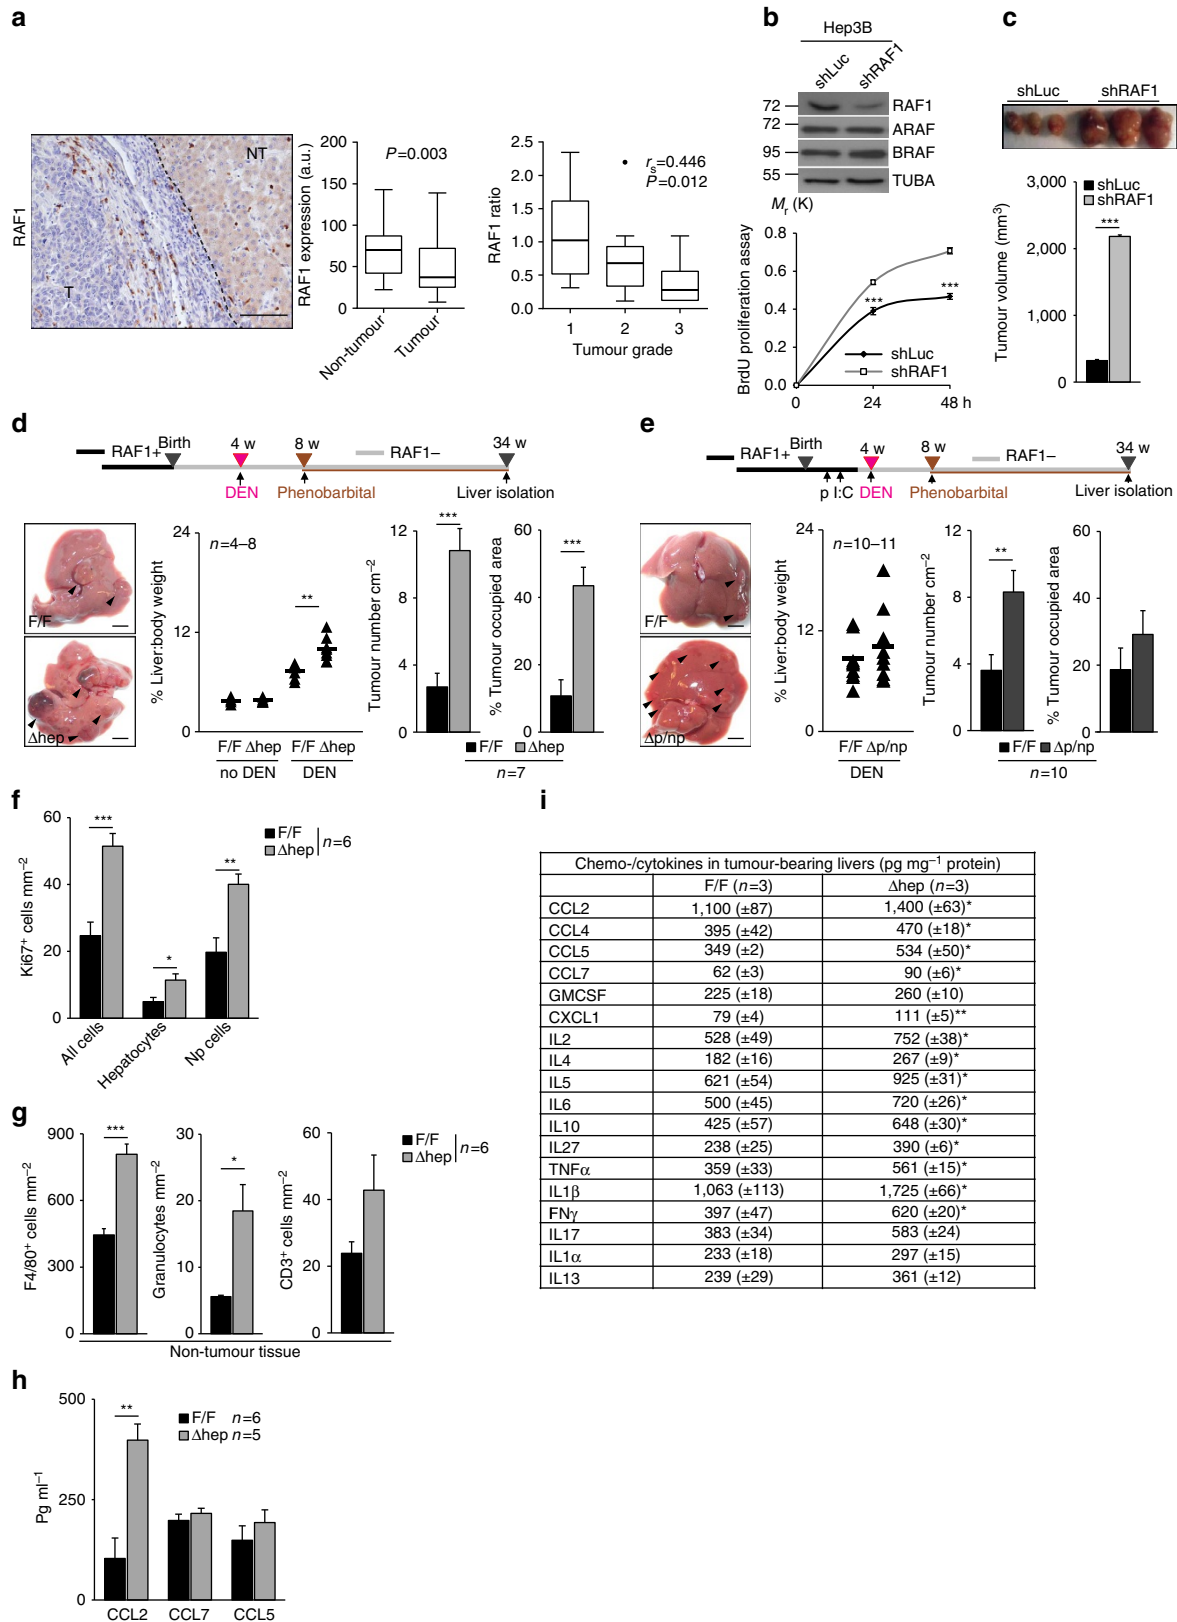 a
RAF1
NT
T
RAF1 expression (a.u.)
200
150
100
50
0
P=0.003
Non-tumour
Tumour
RAF1 ratio
2.5
2.0
1.5
1.0
0.5
0.0
rs=0.446
P=0.012
1 2 3
Tumour grade
b
Hep3B
shLuc shRAF1
72 RAF1
72 ARAF
95 BRAF
55 TUBA
Mr (K)
BrdU proliferation assay
0.8
0.6
0.4
0.2
0.0
*** ***
shLuc
shRAF1
0 24 48 h
c
shLuc shRAF1
Tumour volume (mm³)
3,000
2,000
1,000
0
shLuc
shRAF1
***
d
RAF1+ Birth 4 w 8 w RAF1– 34 w
DEN Phenobarbital Liver isolation
F/F
Δhep
% Liver:body weight
24
12
0
n=4–8
**
F/F Δhep F/F Δhep
no DEN DEN
Tumour number cm⁻²
12
8
4
0
***
% Tumour occupied area
60
40
20
0
***
F/F Δhep
n=7
e
RAF1+ Birth 4 w 8 w RAF1– 34 w
p I:C DEN Phenobarbital Liver isolation
F/F
Δp/np
% Liver:body weight
24
12
0
n=10–11
F/F Δp/np
DEN
Tumour number cm⁻²
12
8
4
0
**
% Tumour occupied area
60
40
20
0
F/F Δp/np
n=10
f
Ki67⁺ cells mm⁻²
60
40
20
0
*** * **
F/F
Δhep
n=6
All cells
Hepatocytes
Np cells
g
F4/80⁺ cells mm⁻²
900
600
300
0
***
Granulocytes mm⁻²
30
20
10
0
*
CD3⁺ cells mm⁻²
60
40
20
0
F/F
Δhep
n=6
Non-tumour tissue
h
Pg ml⁻¹
500
250
0
**
F/F n=6
Δhep n=5
CCL2 CCL7 CCL5
i
Chemo-/cytokines in tumour-bearing livers (pg mg⁻¹ protein)
F/F (n=3) Δhep (n=3)
CCL2 1,100 (±87) 1,400 (±63)*
CCL4 395 (±42) 470 (±18)*
CCL5 349 (±2) 534 (±50)*
CCL7 62 (±3) 90 (±6)*
GMCSF 225 (±18) 260 (±10)
CXCL1 79 (±4) 111 (±5)**
IL2 528 (±49) 752 (±38)*
IL4 182 (±16) 267 (±9)*
IL5 621 (±54) 925 (±31)*
IL6 500 (±45) 720 (±26)*
IL10 425 (±57) 648 (±30)*
IL27 238 (±25) 390 (±6)*
TNFα 359 (±33) 561 (±15)*
IL1β 1,063 (±113) 1,725 (±66)*
FNγ 397 (±47) 620 (±20)*
IL17 383 (±34) 583 (±24)
IL1α 233 (±18) 297 (±15)
IL13 239 (±29) 361 (±12)